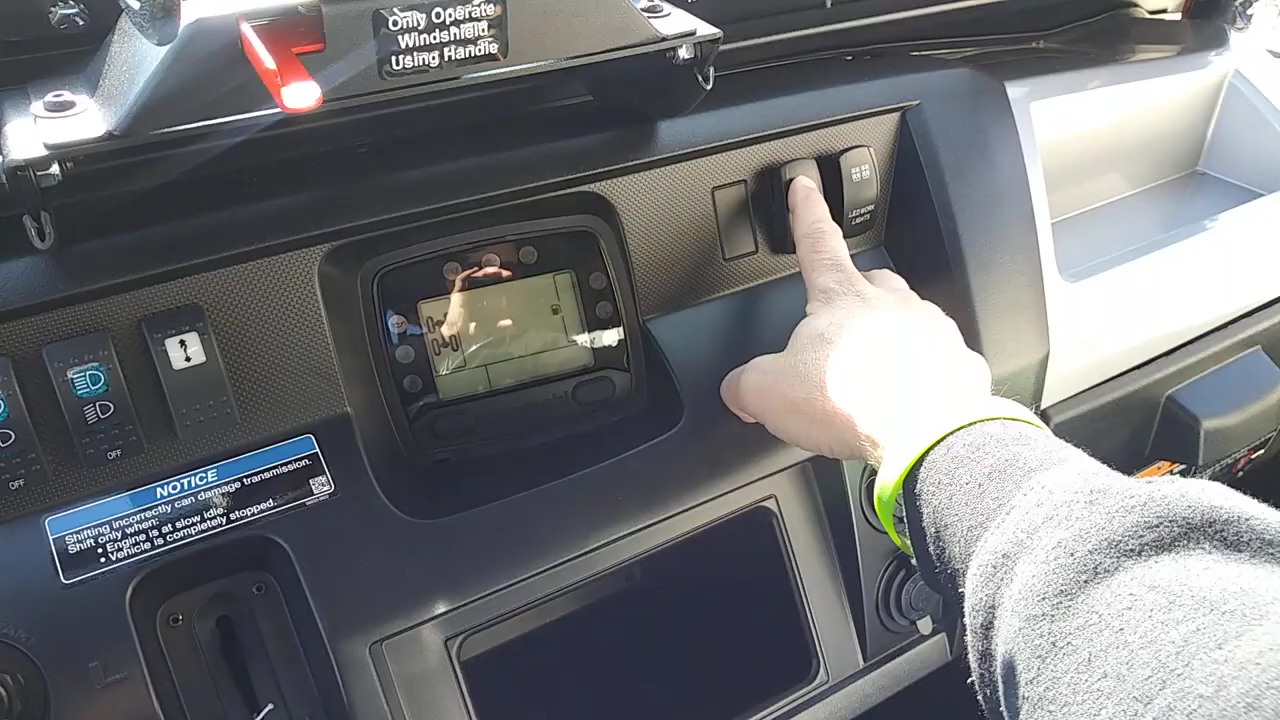 Only Operate
Windshield
Using Handle
LED WORK
LIGHTS
OFF
OFF
NOTICE
Shifting incorrectly can damage transmission.
Shift only when:
• Engine is at slow idle.
• Vehicle is completely stopped.